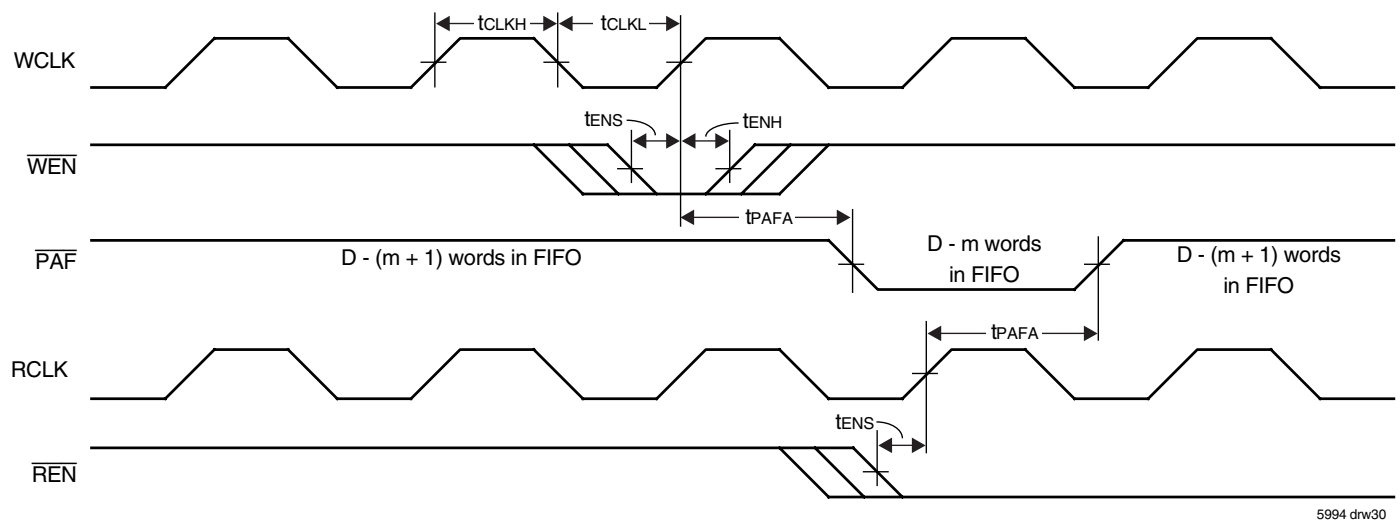 tCLKH
tCLKL
WCLK
tENS
tENH
WEN
tPAFA
PAF
D - (m + 1) words in FIFO
D - m words
in FIFO
D - (m + 1) words
in FIFO
tPAFA
RCLK
tENS
REN
5994 drw30